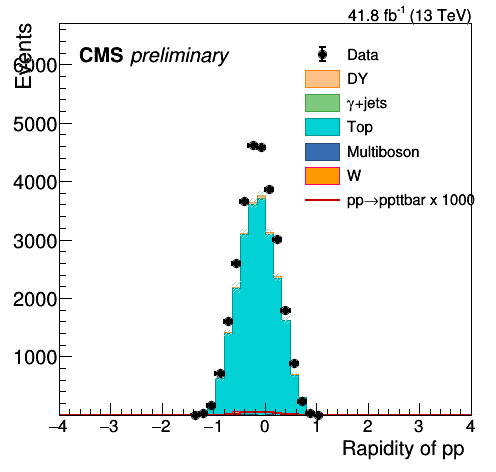 41.8 fb⁻¹ (13 TeV)
Events
CMS preliminary
Data
DY
γ+jets
Top
Multiboson
W
pp→ppttbar x 1000
6000
5000
4000
3000
2000
1000
−4 −3 −2 −1 0 1 2 3 4
Rapidity of pp